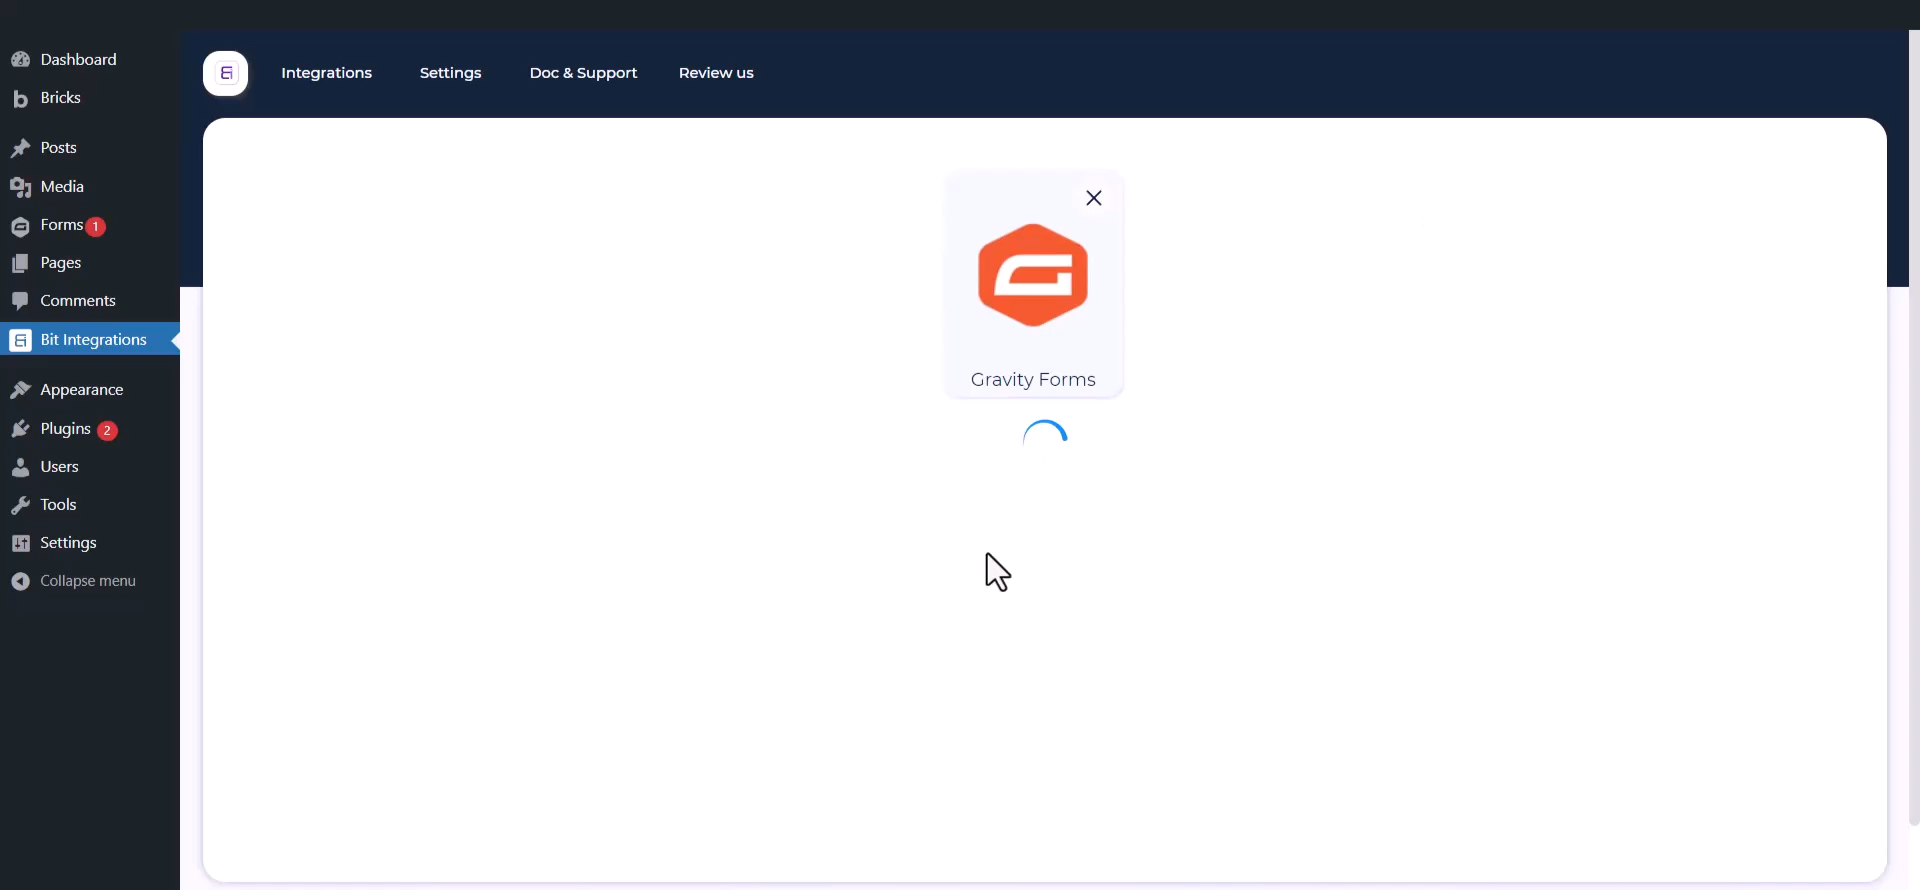 Dashboard
Bricks
Posts
Media
Forms 1
Pages
Comments
Bit Integrations
Appearance
Plugins 2
Users
Tools
Settings
Collapse menu
Integrations
Settings
Doc & Support
Review us
Gravity Forms